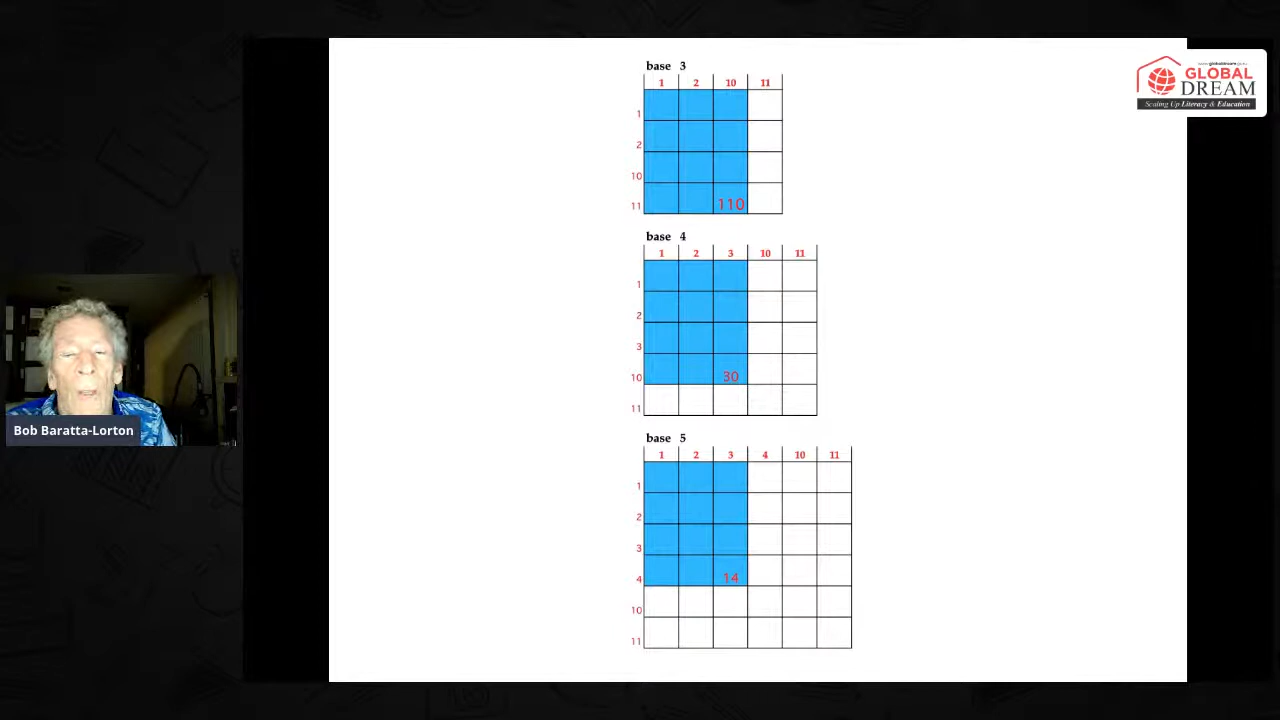 base 3
1 2 10 11
1
2
10
11 110
base 4
1 2 3 10 11
1
2
3
10 30
11
base 5
1 2 3 4 10 11
1
2
3
4 14
10
11
GLOBAL
DREAM
Scaling Up Literacy & Education
Bob Baratta-Lorton